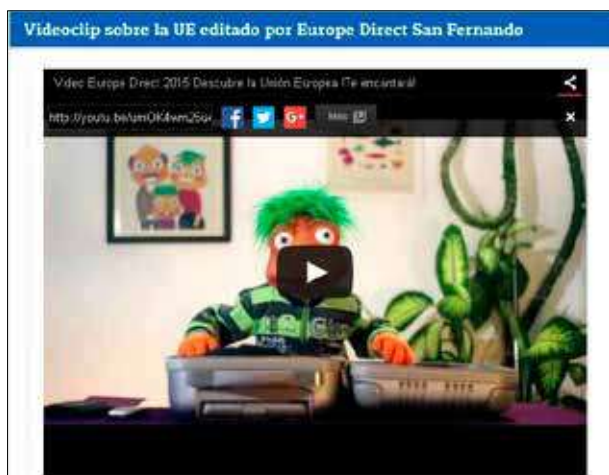 Videoclip sobre la UE editado por Europe Direct San Fernando
Video Europe Direct 2015 Descubre la Unión Europea !Te encantará!
http://youtu.be/
G+